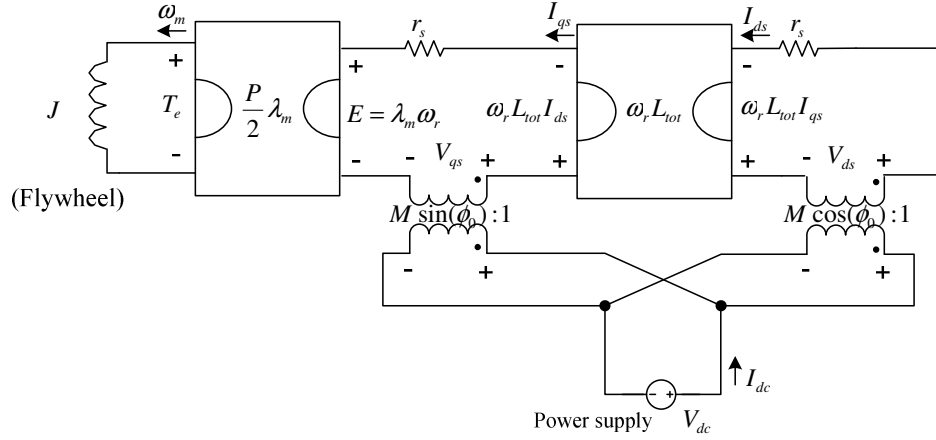 ω_m
I_qs
I_ds
r_s
r_s
+
+
-
-
J
T_e
P/2 λ_m
E = λ_m ω_r
ω_r L_tot I_ds
ω_r L_tot
ω_r L_tot I_qs
-
-
- V_qs +
+
+
- V_ds +
(Flywheel)
M sin(ϕ_0) : 1
M cos(ϕ_0) : 1
- +
- +
I_dc
- +
Power supply
V_dc